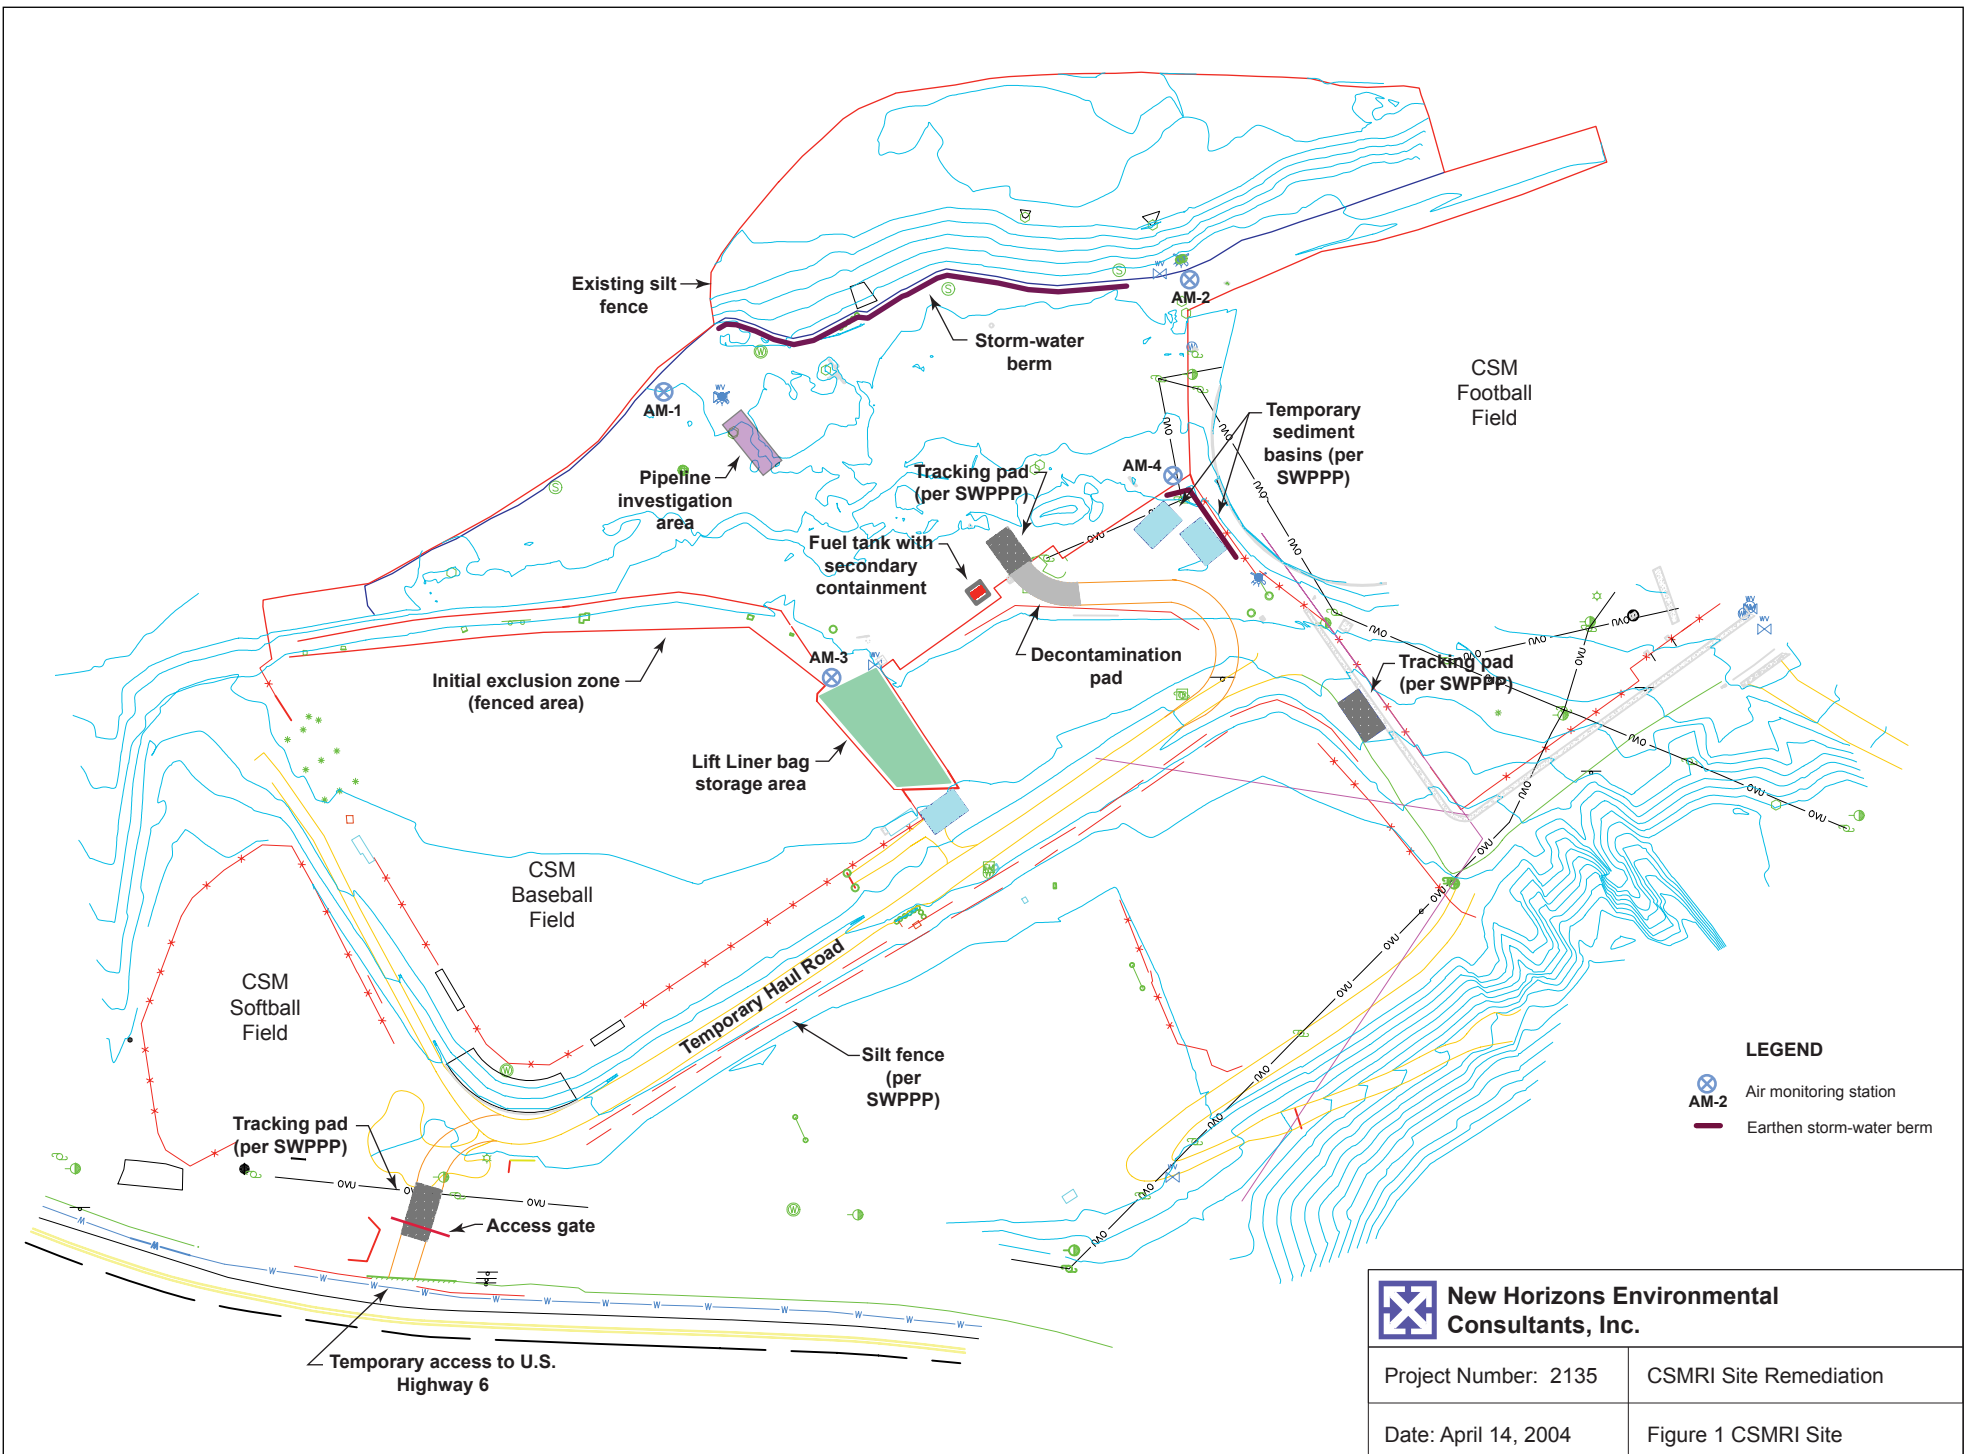 Existing silt
fence
Storm-water
berm
AM-2
CSM
Football
Field
AM-1
Temporary
sediment
basins (per
SWPPP)
AM-4
Tracking pad
(per SWPPP)
Pipeline
investigation
area
Fuel tank with
secondary
containment
Decontamination
pad
Tracking pad
(per SWPPP)
AM-3
Initial exclusion zone
(fenced area)
Lift Liner bag
storage area
CSM
Baseball
Field
CSM
Softball
Field
Temporary Haul Road
Silt fence
(per
SWPPP)
Tracking pad
(per SWPPP)
Access gate
Temporary access to U.S.
Highway 6
LEGEND
AM-2
Air monitoring station
Earthen storm-water berm
New Horizons Environmental
Consultants, Inc.
Project Number: 2135
CSMRI Site Remediation
Date: April 14, 2004
Figure 1 CSMRI Site